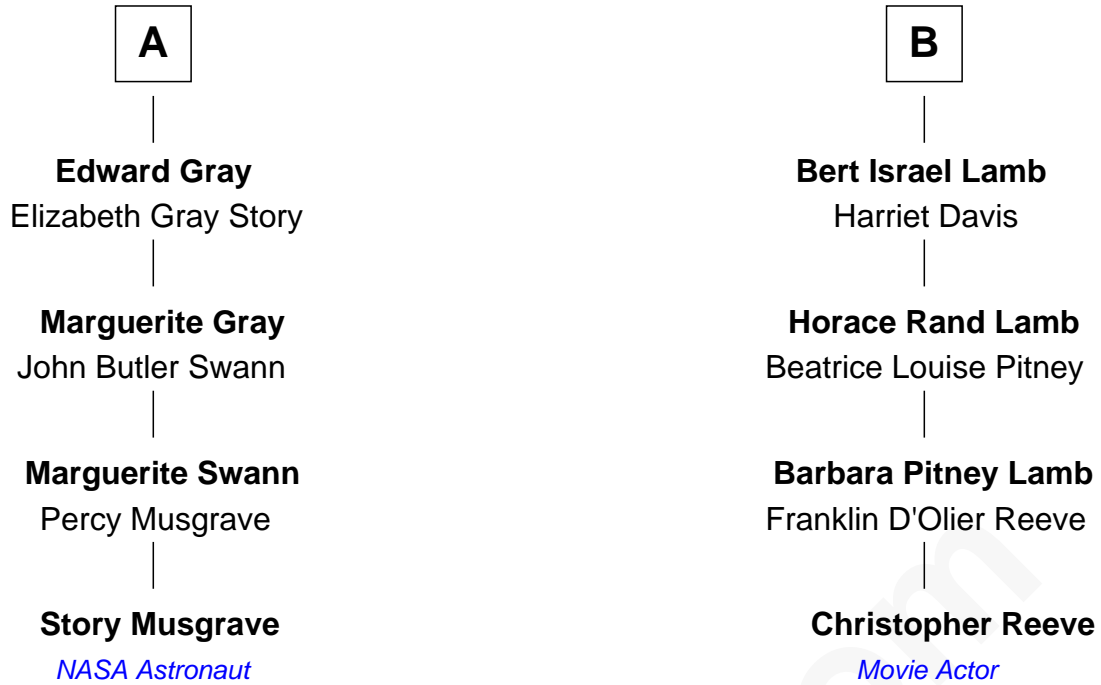 A
B
Edward Gray
Elizabeth Gray Story
Bert Israel Lamb
Harriet Davis
Marguerite Gray
John Butler Swann
Horace Rand Lamb
Beatrice Louise Pitney
Marguerite Swann
Percy Musgrave
Barbara Pitney Lamb
Franklin D'Olier Reeve
Story Musgrave
NASA Astronaut
Christopher Reeve
Movie Actor